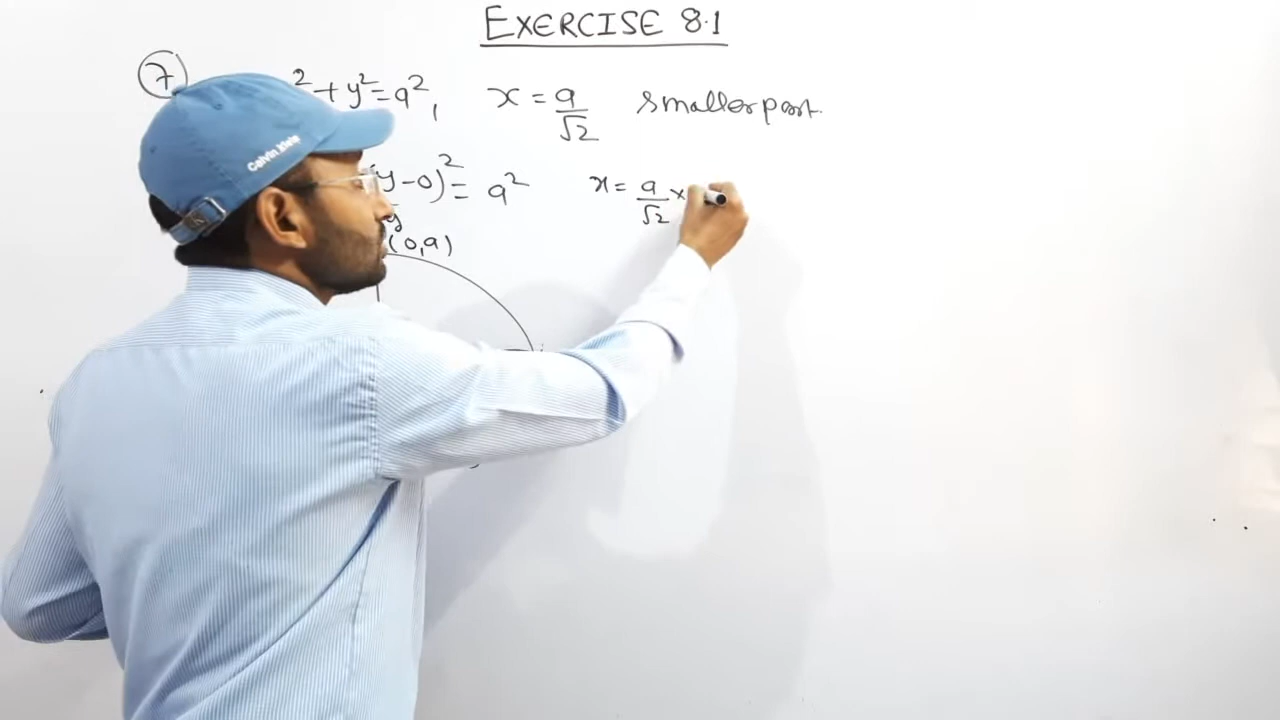 EXERCISE 8.1
7
² + y² = a², x = a/√2 smaller part.
y - 0)² = a² x = a/√2 ×
y
(0,a)
Calvin Klein